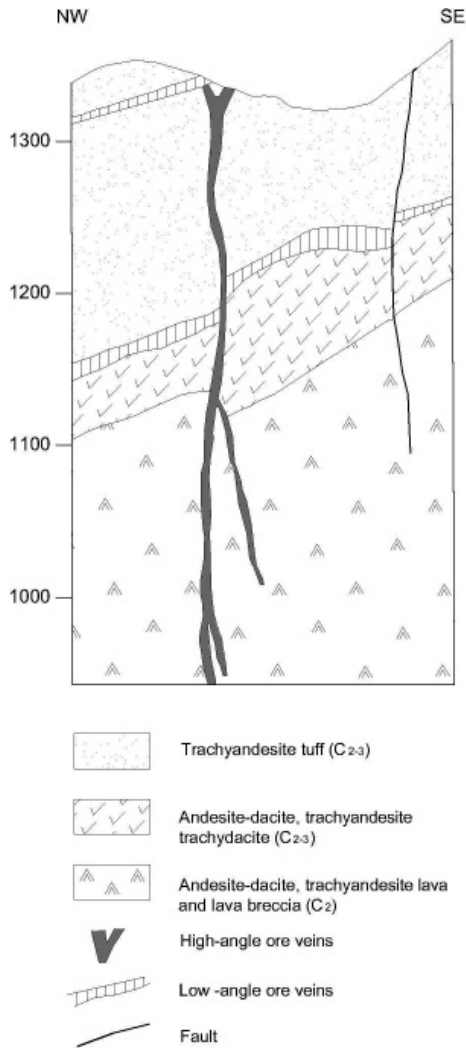 NW
SE
1300
1200
1100
1000
Trachyandesite tuff (C2-3)
Andesite-dacite, trachyandesite
trachydacite (C2-3)
Andesite-dacite, trachyandesite lava
and lava breccia (C2)
High-angle ore veins
Low -angle ore veins
Fault